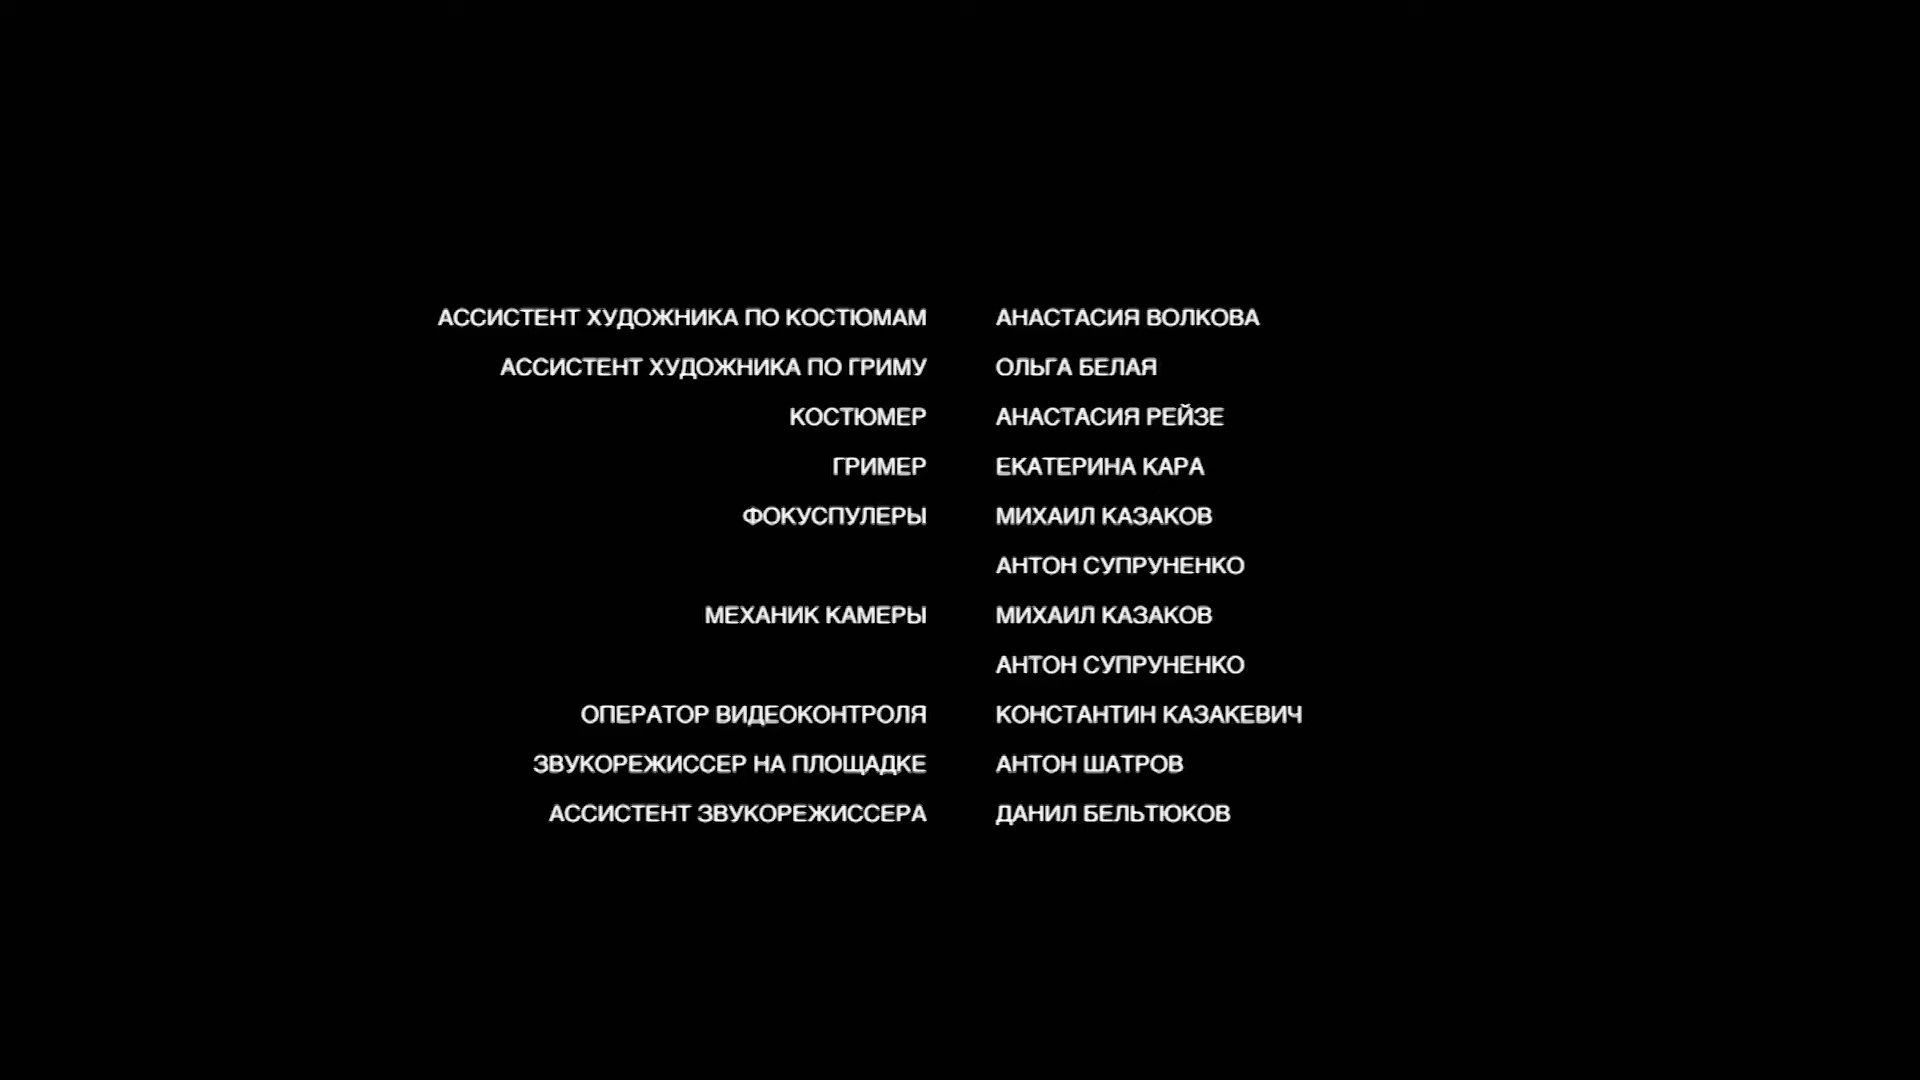 АССИСТЕНТ ХУДОЖНИКА ПО КОСТЮМАМ АНАСТАСИЯ ВОЛКОВА
АССИСТЕНТ ХУДОЖНИКА ПО ГРИМУ ОЛЬГА БЕЛАЯ
КОСТЮМЕР АНАСТАСИЯ РЕЙЗЕ
ГРИМЕР ЕКАТЕРИНА КАРА
ФОКУСПУЛЕРЫ МИХАИЛ КАЗАКОВ
АНТОН СУПРУНЕНКО
МЕХАНИК КАМЕРЫ МИХАИЛ КАЗАКОВ
АНТОН СУПРУНЕНКО
ОПЕРАТОР ВИДЕОКОНТРОЛЯ КОНСТАНТИН КАЗАКЕВИЧ
ЗВУКОРЕЖИССЕР НА ПЛОЩАДКЕ АНТОН ШАТРОВ
АССИСТЕНТ ЗВУКОРЕЖИССЕРА ДАНИЛ БЕЛЬТЮКОВ